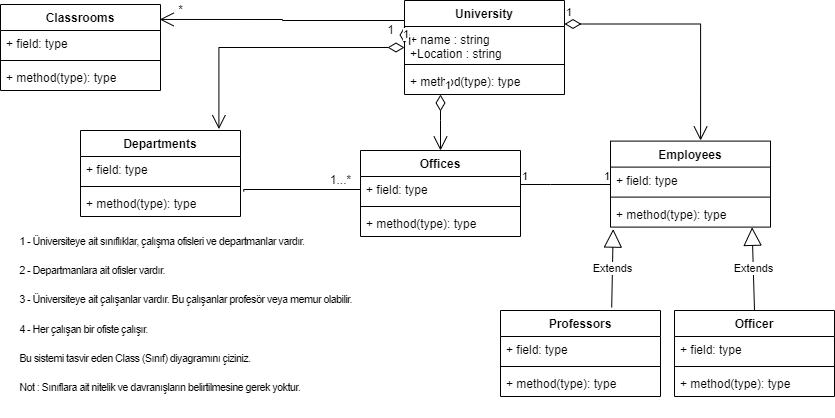 Classrooms
+ field: type
+ method(type): type
*
University
+ name : string
+Location : string
+ method(type): type
1
1
1
1
Departments
+ field: type
+ method(type): type
1...*
Offices
+ field: type
+ method(type): type
1
1
Employees
+ field: type
+ method(type): type
Extends
Extends
Professors
+ field: type
+ method(type): type
Officer
+ field: type
+ method(type): type
1 - Üniversiteye ait sınıflıklar, çalışma ofisleri ve departmanlar vardır.
2 - Departmanlara ait ofisler vardır.
3 - Üniversiteye ait çalışanlar vardır. Bu çalışanlar profesör veya memur olabilir.
4 - Her çalışan bir ofiste çalışır.
Bu sistemi tasvir eden Class (Sınıf) diyagramını çiziniz.
Not : Sınıflara ait nitelik ve davranışların belirtilmesine gerek yoktur.